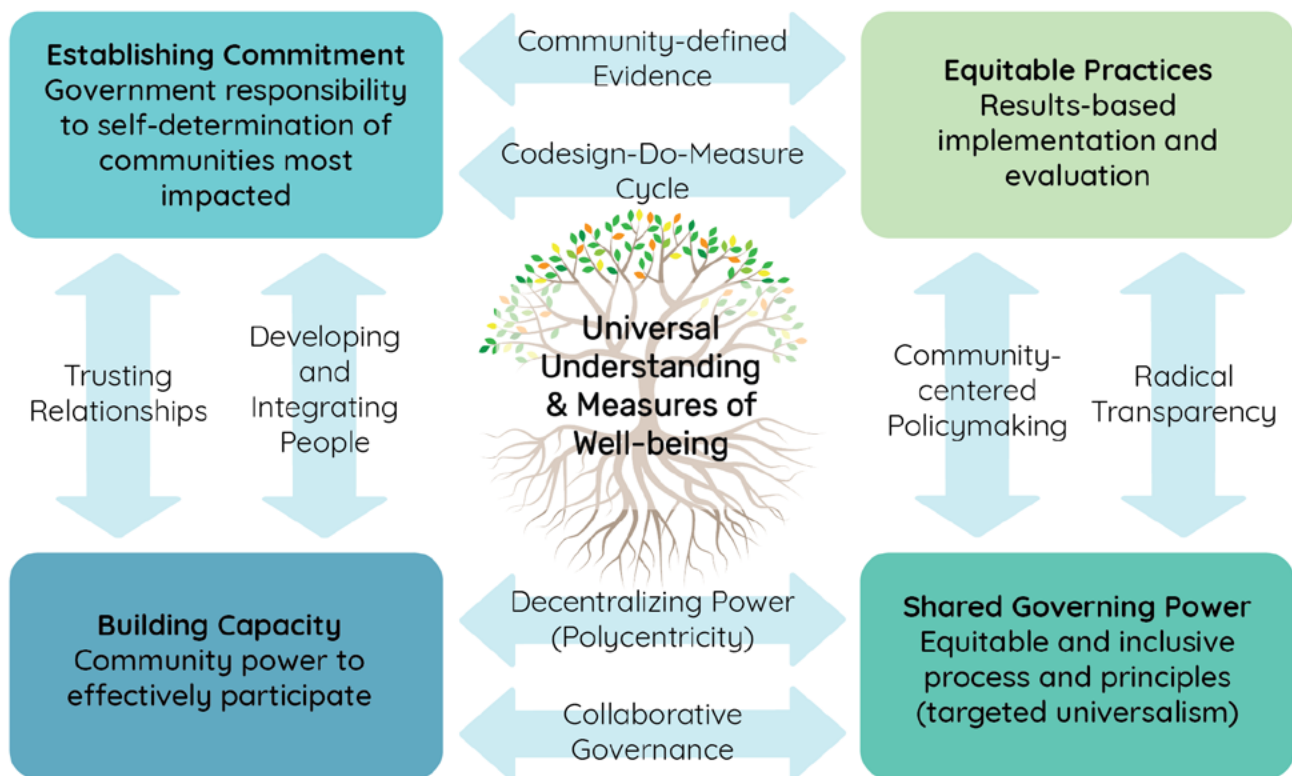 Establishing Commitment
Government responsibility
to self-determination of
communities most
impacted
Community-defined
Evidence
Codesign-Do-Measure
Cycle
Equitable Practices
Results-based
implementation and
evaluation
Trusting
Relationships
Developing
and
Integrating
People
Universal
Understanding
& Measures of
Well-being
Community-
centered
Policymaking
Radical
Transparency
Building Capacity
Community power to
effectively participate
Decentralizing Power
(Polycentricity)
Collaborative
Governance
Shared Governing Power
Equitable and inclusive
process and principles
(targeted universalism)